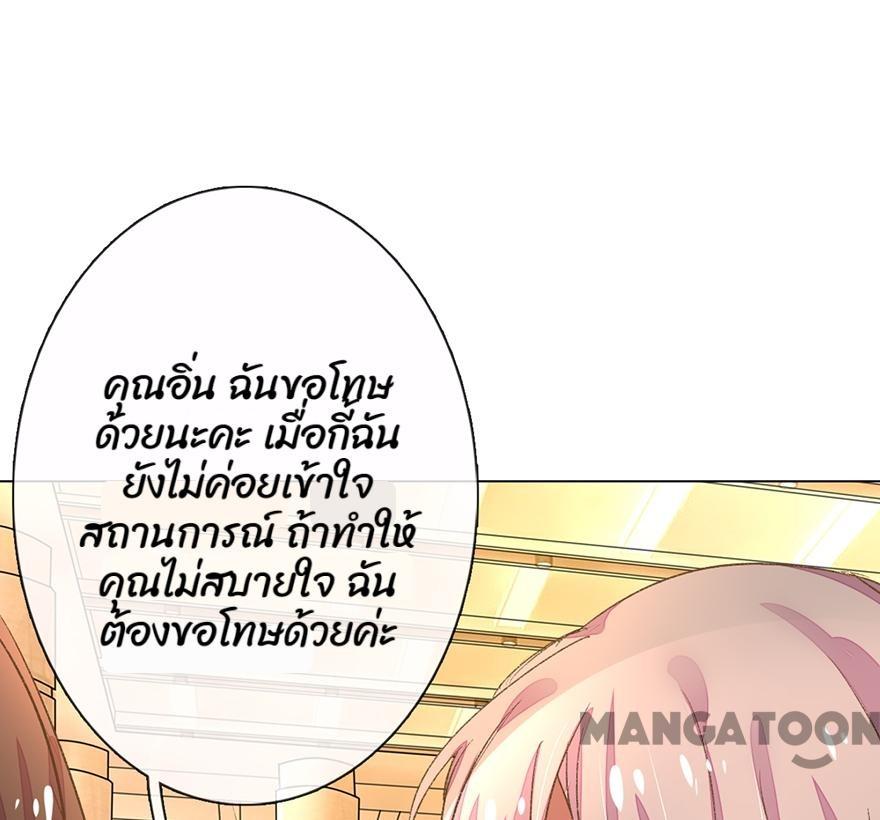 คุณอิ่น ฉันขอโทษ
ด้วยนะคะ เมื่อกี้ฉัน
ยังไม่ค่อยเข้าใจ
สถานการณ์ ถ้าทำให้
คุณไม่สบายใจ ฉัน
ต้องขอโทษด้วยค่ะ
MANGATOON